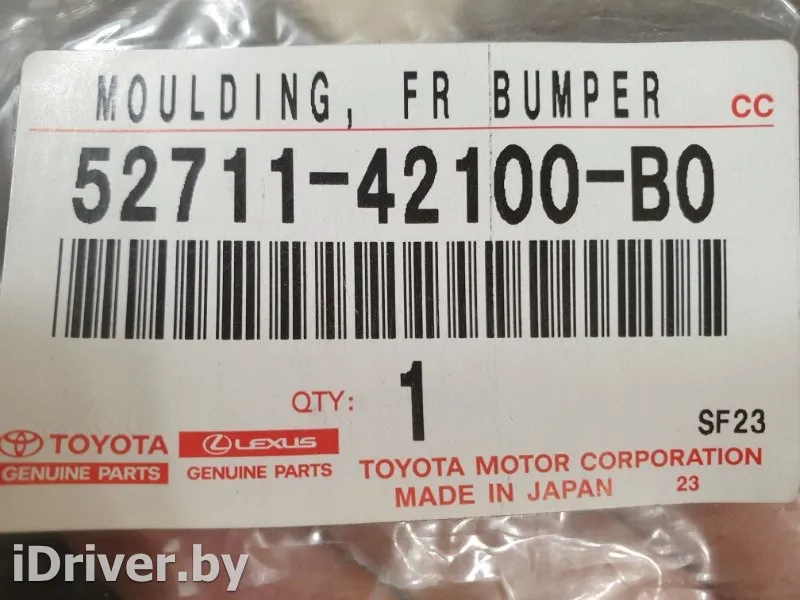 MOULDING, FR BUMPER CC
52711-42100-B0
QTY: 1
SF23
TOYOTA LEXUS
GENUINE PARTS GENUINE PARTS
TOYOTA MOTOR CORPORATION
MADE IN JAPAN 23
iDriver.by